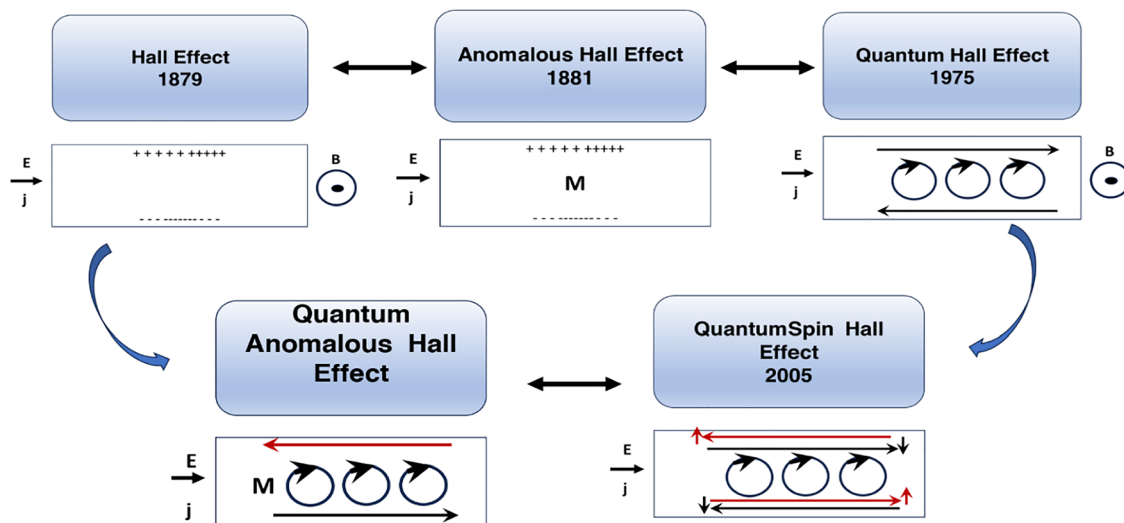 Hall Effect
1879
Anomalous Hall Effect
1881
Quantum Hall Effect
1975
E
j
+ + + + + +++++
- - - -------- - - -
B
E
j
+ + + + + +++++
M
- - - -------- - - -
E
j
B
Quantum
Anomalous Hall
Effect
QuantumSpin Hall
Effect
2005
E
j
M
E
j